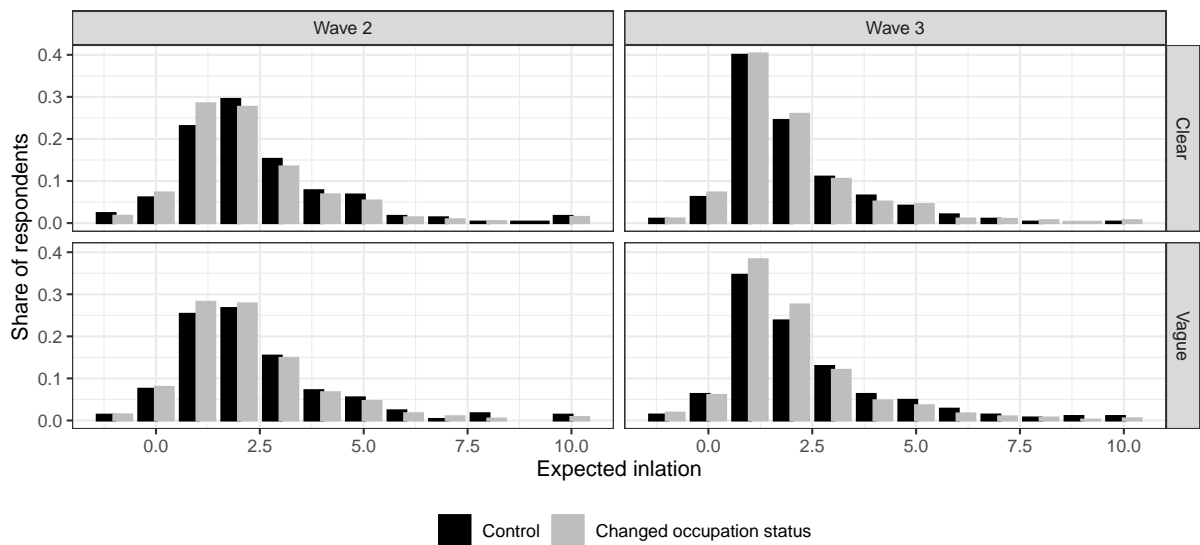 Wave 2
Wave 3
0.4
0.3
0.2
0.1
0.0
Clear
0.4
0.3
0.2
0.1
0.0
Vague
Share of respondents
0.0 2.5 5.0 7.5 10.0
0.0 2.5 5.0 7.5 10.0
Expected inlation
Control
Changed occupation status